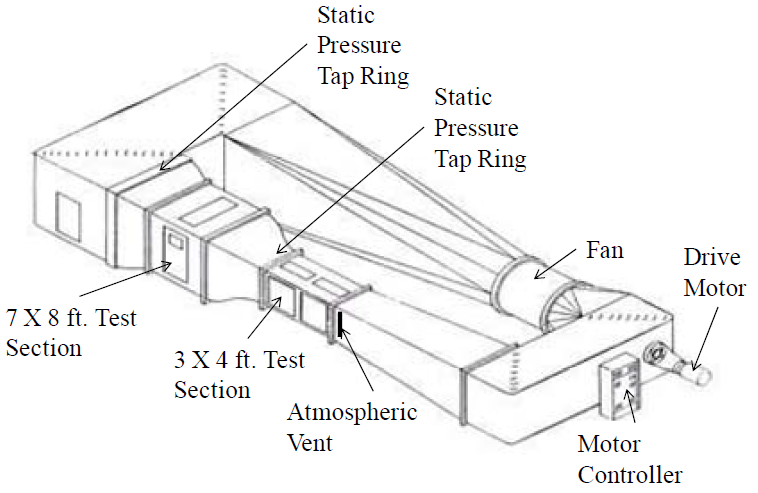 Static
Pressure
Tap Ring
Static
Pressure
Tap Ring
Fan
Drive
Motor
7 X 8 ft. Test
Section
3 X 4 ft. Test
Section
Atmospheric
Vent
Motor
Controller